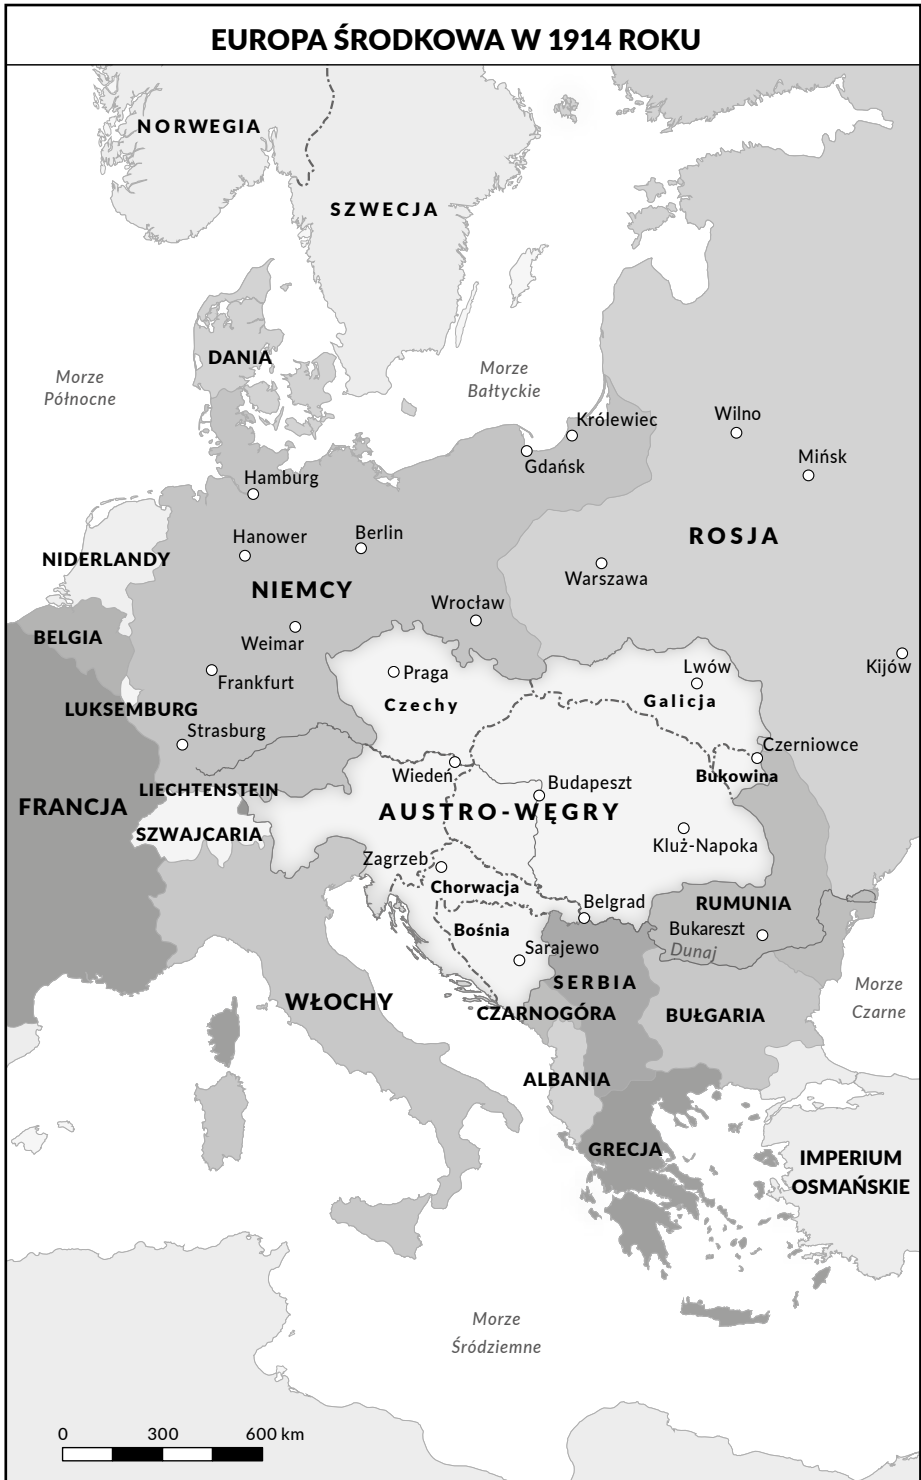 EUROPA ŚRODKOWA W 1914 ROKU
NORWEGIA
SZWECJA
DANIA
Morze
Północne
Morze
Bałtyckie
Królewiec
Wilno
Gdańsk
Mińsk
Hamburg
Hanower
Berlin
ROSJA
NIDERLANDY
Warszawa
NIEMCY
Wrocław
BELGIA
Weimar
Kijów
Frankfurt
Praga
Lwów
Czechy
Galicja
LUKSEMBURG
Strasburg
Czerniowce
Wiedeń
Bukowina
LIECHTENSTEIN
Budapeszt
FRANCJA
AUSTRO-WĘGRY
SZWAJCARIA
Kluż-Napoka
Zagrzeb
Chorwacja
Belgrad
RUMUNIA
Bośnia
Bukareszt
Sarajewo
Dunaj
SERBIA
Morze
Czarne
WŁOCHY
CZARNOGÓRA
BUŁGARIA
ALBANIA
GRECJA
IMPERIUM
OSMAŃSKIE
Morze
Śródziemne
0 300 600 km